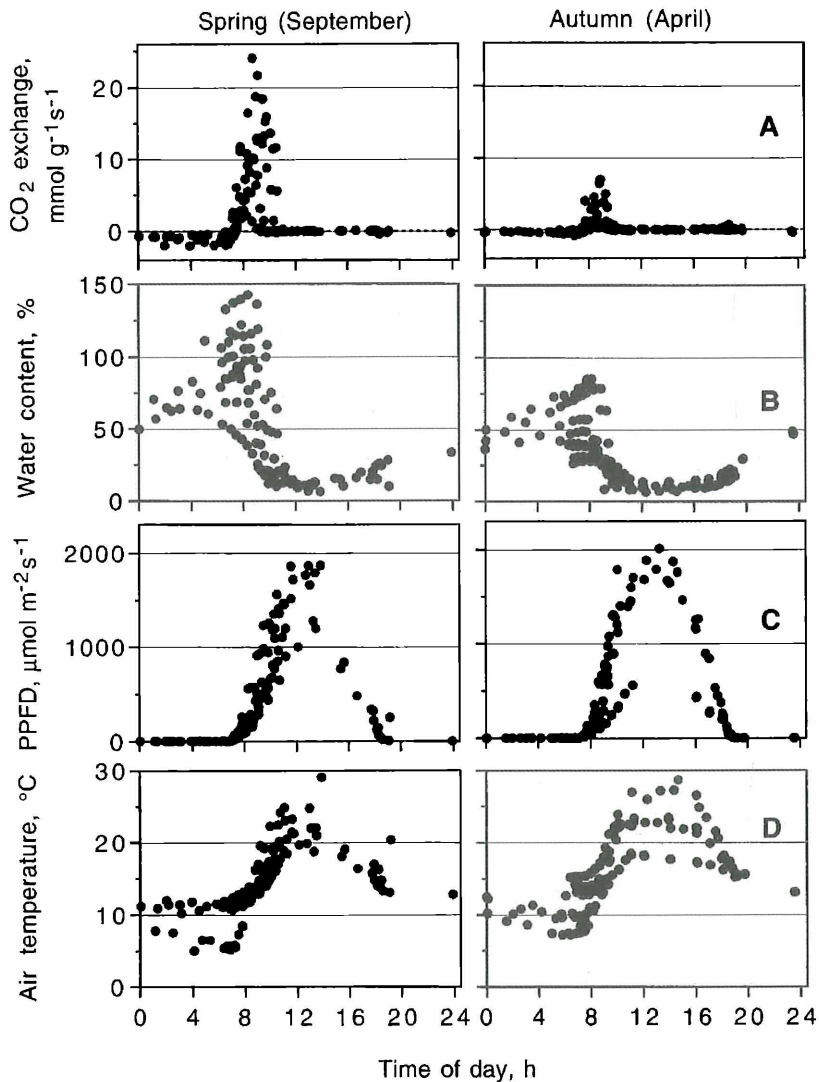 Spring (September)
Autumn (April)
CO2 exchange,
mmol g-1s-1
20
10
0
A
Water content, %
150
100
50
0
B
PPFD, µmol m-2s-1
2000
1000
0
C
Air temperature, °C
30
20
10
0
D
0 4 8 12 16 20 24
0 4 8 12 16 20 24
Time of day, h